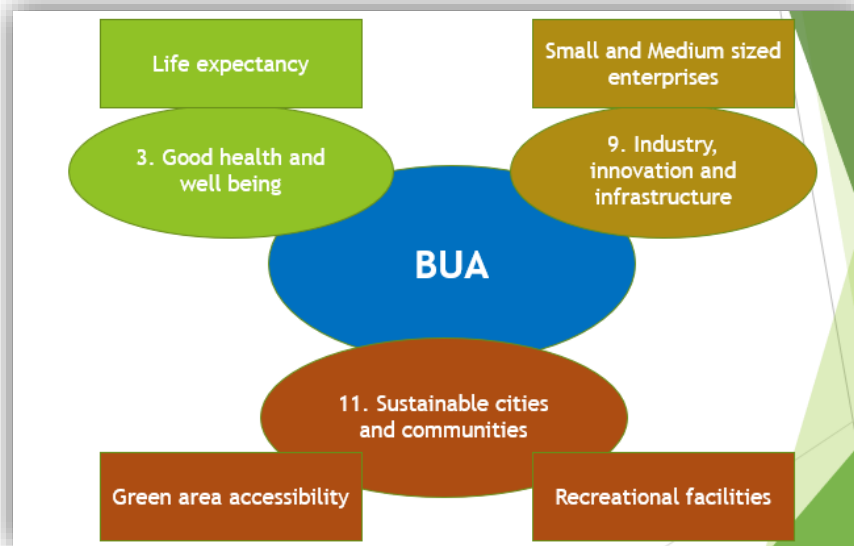 Life expectancy
Small and Medium sized
enterprises
3. Good health and
well being
9. Industry,
innovation and
infrastructure
BUA
11. Sustainable cities
and communities
Green area accessibility
Recreational facilities